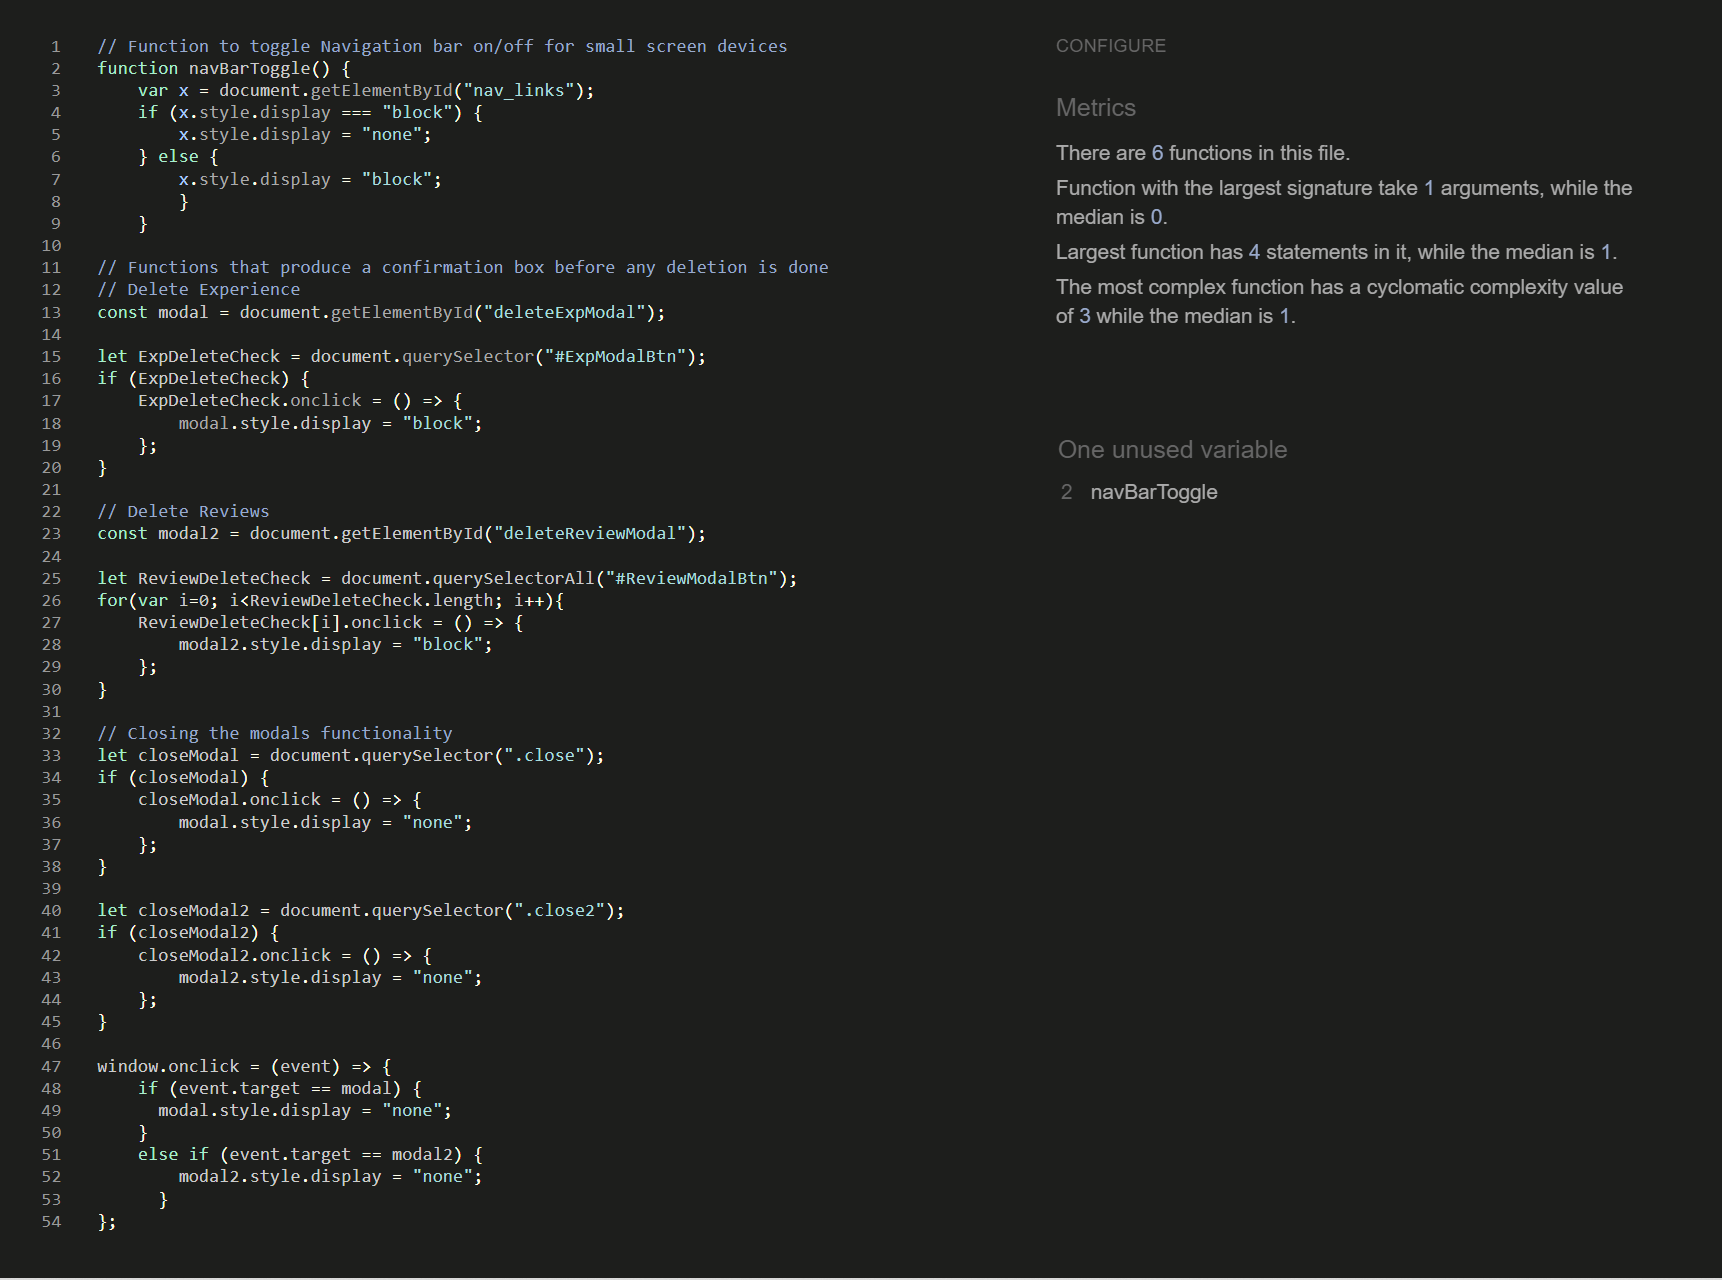 1 // Function to toggle Navigation bar on/off for small screen devices
2 function navBarToggle() {
3     var x = document.getElementById("nav_links");
4     if (x.style.display === "block") {
5         x.style.display = "none";
6     } else {
7         x.style.display = "block";
8         }
9     }
10
11 // Functions that produce a confirmation box before any deletion is done
12 // Delete Experience
13 const modal = document.getElementById("deleteExpModal");
14
15 let ExpDeleteCheck = document.querySelector("#ExpModalBtn");
16 if (ExpDeleteCheck) {
17     ExpDeleteCheck.onclick = () => {
18         modal.style.display = "block";
19     };
20 }
21
22 // Delete Reviews
23 const modal2 = document.getElementById("deleteReviewModal");
24
25 let ReviewDeleteCheck = document.querySelectorAll("#ReviewModalBtn");
26 for(var i=0; i<ReviewDeleteCheck.length; i++){
27     ReviewDeleteCheck[i].onclick = () => {
28         modal2.style.display = "block";
29     };
30 }
31
32 // Closing the modals functionality
33 let closeModal = document.querySelector(".close");
34 if (closeModal) {
35     closeModal.onclick = () => {
36         modal.style.display = "none";
37     };
38 }
39
40 let closeModal2 = document.querySelector(".close2");
41 if (closeModal2) {
42     closeModal2.onclick = () => {
43         modal2.style.display = "none";
44     };
45 }
46
47 window.onclick = (event) => {
48     if (event.target == modal) {
49       modal.style.display = "none";
50     }
51     else if (event.target == modal2) {
52         modal2.style.display = "none";
53       }
54 };
CONFIGURE
Metrics
There are 6 functions in this file.
Function with the largest signature take 1 arguments, while the
median is 0.
Largest function has 4 statements in it, while the median is 1.
The most complex function has a cyclomatic complexity value
of 3 while the median is 1.
One unused variable
2 navBarToggle